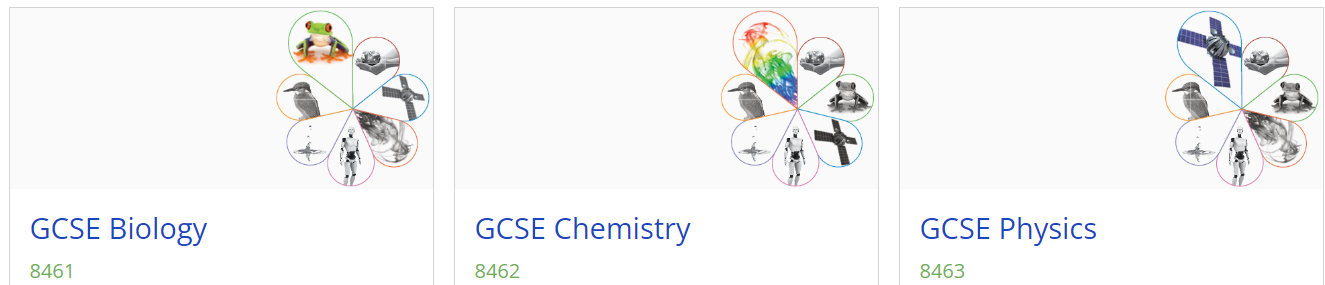 GCSE Biology
8461
GCSE Chemistry
8462
GCSE Physics
8463